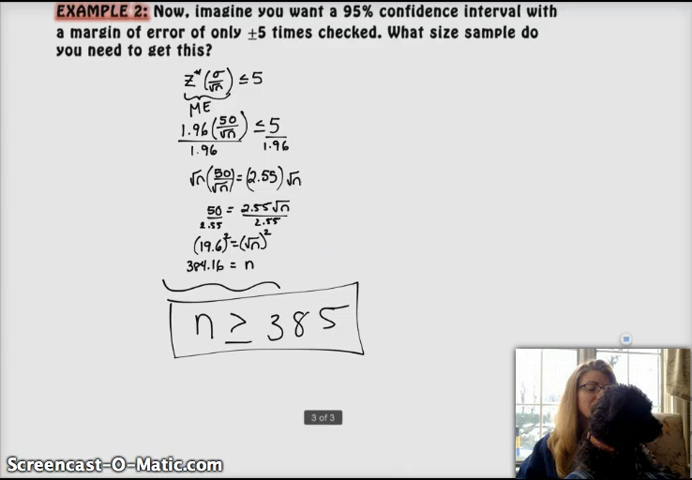 EXAMPLE 2: Now, imagine you want a 95% confidence interval with
a margin of error of only ±5 times checked. What size sample do
you need to get this?
z*(σ/√n) ≤ 5
ME
1.96(50/√n)/1.96 ≤ 5/1.96
√n(50/√n) = (2.55)√n
50/2.55 = 2.55√n/2.55
(19.6)² = (√n)²
384.16 = n
n ≥ 385
3 of 3
Screencast-O-Matic.com